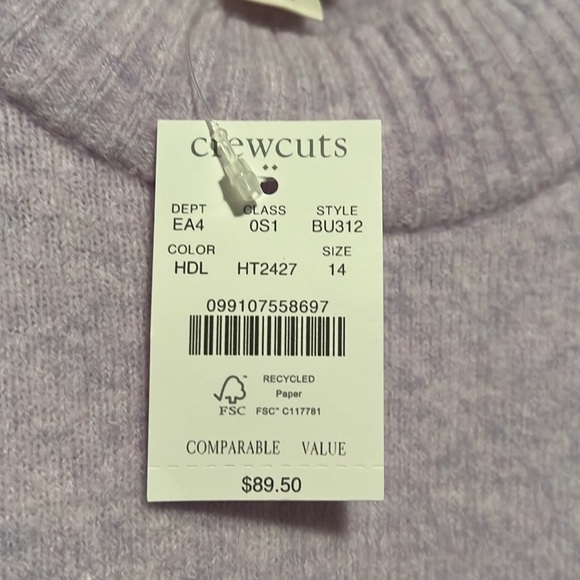 crewcuts
DEPT CLASS STYLE
EA4 0S1 BU312
COLOR SIZE
HDL HT2427 14
099107558697
RECYCLED
Paper
FSC FSC™ C117781
COMPARABLE VALUE
$89.50